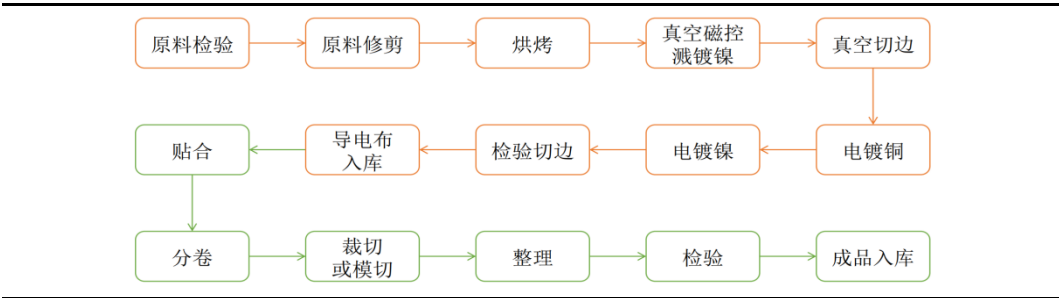 原料检验
原料修剪
烘烤
真空磁控
溅镀镍
真空切边
电镀铜
电镀镍
检验切边
导电布
入库
贴合
分卷
裁切
或模切
整理
检验
成品入库